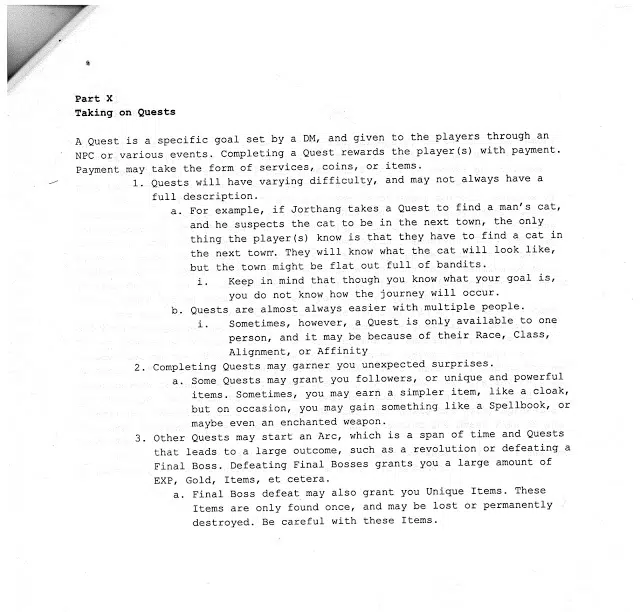 Part X
Taking on Quests
A Quest is a specific goal set by a DM, and given to the players through an
NPC or various events. Completing a Quest rewards the player(s) with payment.
Payment may take the form of services, coins, or items.
1. Quests will have varying difficulty, and may not always have a
full description.
a. For example, if Jorthang takes a Quest to find a man's cat,
and he suspects the cat to be in the next town, the only
thing the player(s) know is that they have to find a cat in
the next town. They will know what the cat will look like,
but the town might be flat out full of bandits.
i. Keep in mind that though you know what your goal is,
you do not know how the journey will occur.
b. Quests are almost always easier with multiple people.
i. Sometimes, however, a Quest is only available to one
person, and it may be because of their Race, Class,
Alignment, or Affinity
2. Completing Quests may garner you unexpected surprises.
a. Some Quests may grant you followers, or unique and powerful
items. Sometimes, you may earn a simpler item, like a cloak,
but on occasion, you may gain something like a Spellbook, or
maybe even an enchanted weapon.
3. Other Quests may start an Arc, which is a span of time and Quests
that leads to a large outcome, such as a revolution or defeating a
Final Boss. Defeating Final Bosses grants you a large amount of
EXP, Gold, Items, et cetera.
a. Final Boss defeat may also grant you Unique Items. These
Items are only found once, and may be lost or permanently
destroyed. Be careful with these Items.